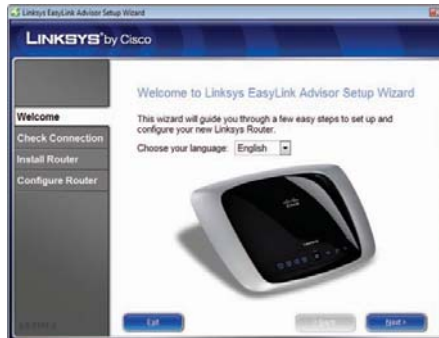 Linksys EasyLink Advisor Setup Wizard
LINKSYS® by Cisco
Welcome
Check Connection
Install Router
Configure Router
Welcome to Linksys EasyLink Advisor Setup Wizard
This wizard will guide you through a few easy steps to set up and
configure your new Linksys Router.
Choose your language: English
Exit
Next